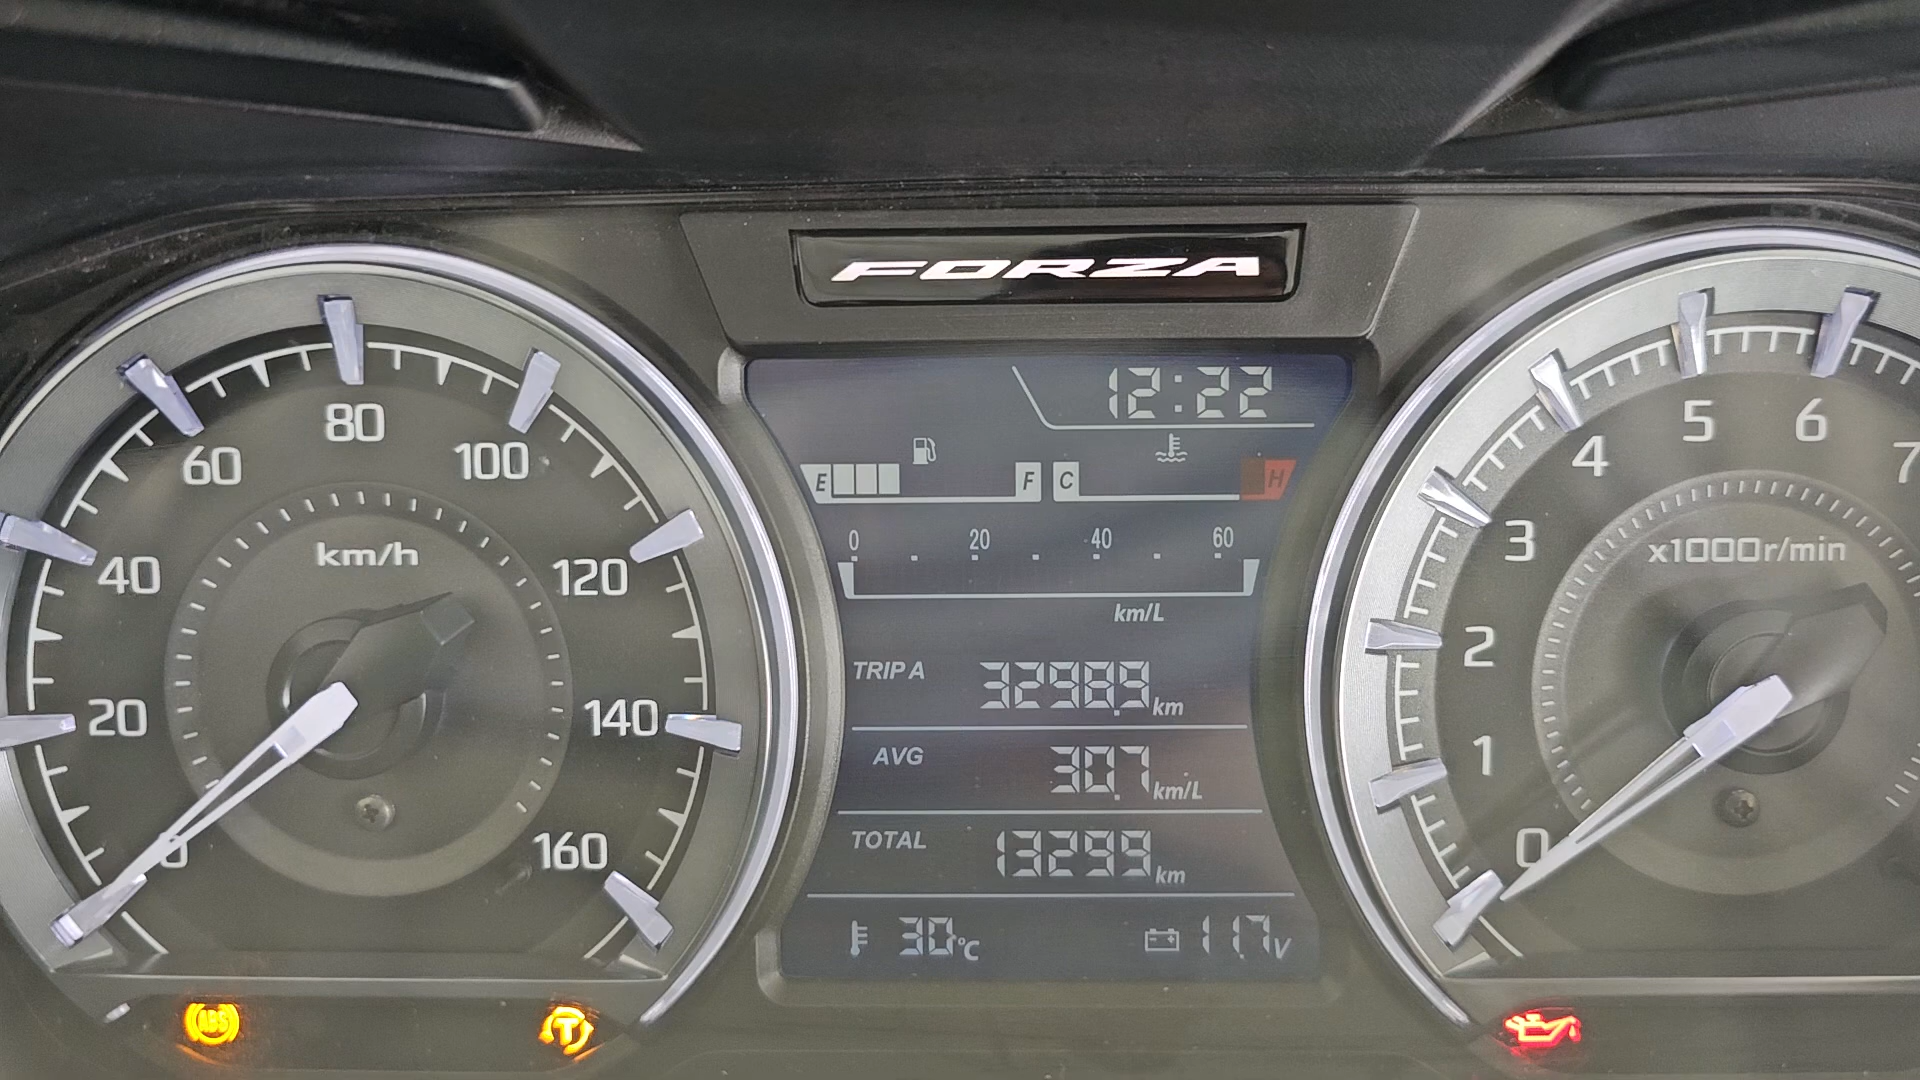 FORZA
12:22
E F C H
0 20 40 60
km/L
TRIP A 3298.9 km
AVG 30.7 km/L
TOTAL 13299 km
30°C 11.7V
0 20 40 60 80 100 120 140 160
km/h
0 1 2 3 4 5 6 7
x1000r/min
ABS
T